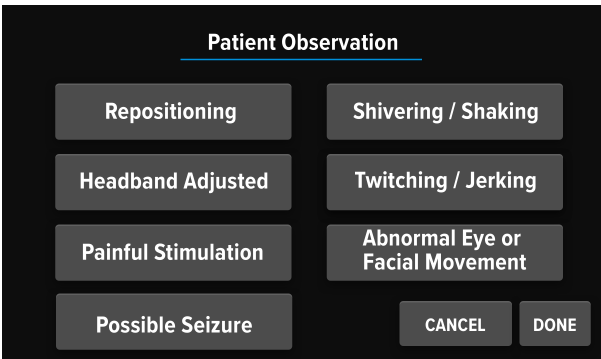 Patient Observation
Repositioning
Shivering / Shaking
Headband Adjusted
Twitching / Jerking
Painful Stimulation
Abnormal Eye or
Facial Movement
Possible Seizure
CANCEL
DONE